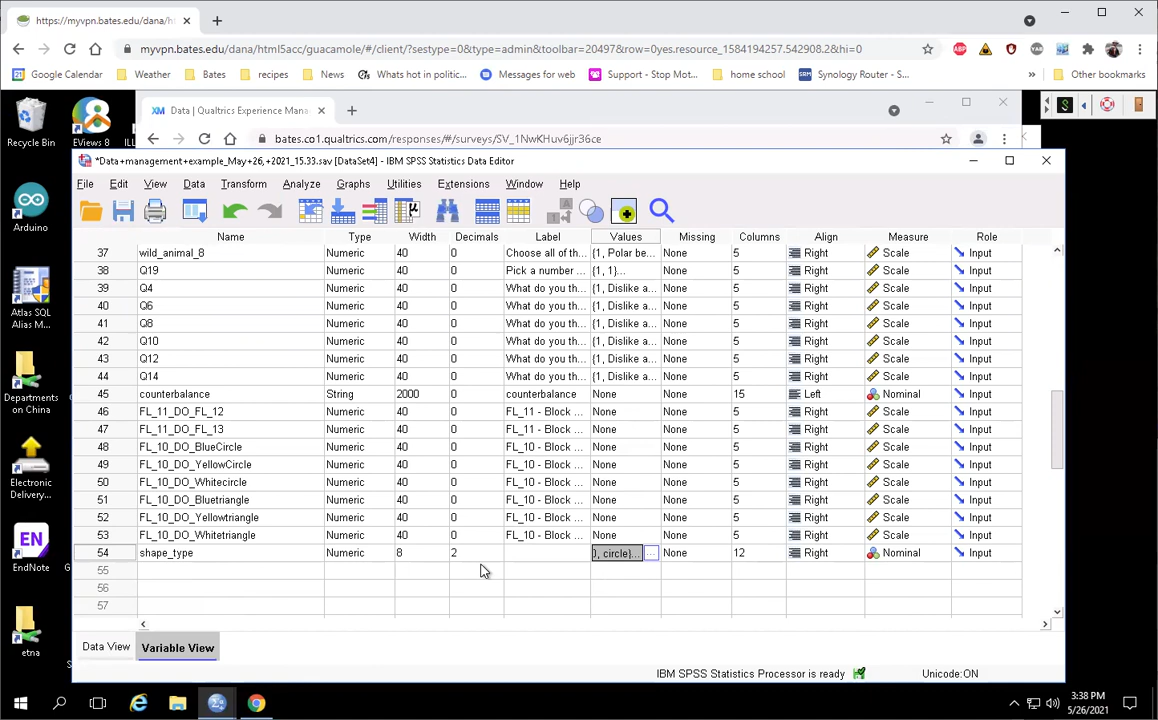 https://myvpn.bates.edu/dana/h
myvpn.bates.edu/dana/html5acc/guacamole/#/client/?sestype=0&type=admin&toolbar=20497&row=0yes.resource_1584194257.542908.2&hi=0
Google Calendar Weather Bates recipes News Whats hot in politic... Messages for web Support - Stop Mot... home school Synology Router - S... » Other bookmarks
Data | Qualtrics Experience Mana
bates.co1.qualtrics.com/responses/#/surveys/SV_1NwKHuv6jjr36ce
Recycle Bin
EViews 8
Arduino
Atlas SQL
Alias M...
Departments
on China
Electronic
Delivery...
EndNote
etna
*Data+management+example_May+26,+2021_15.33.sav [DataSet4] - IBM SPSS Statistics Data Editor
File Edit View Data Transform Analyze Graphs Utilities Extensions Window Help
Name Type Width Decimals Label Values Missing Columns Align Measure Role
37 wild_animal_8 Numeric 40 0 Choose all of th... {1, Polar be... None 5 Right Scale Input
38 Q19 Numeric 40 0 Pick a number ... {1, 1}... None 5 Right Scale Input
39 Q4 Numeric 40 0 What do you th... {1, Dislike a... None 5 Right Scale Input
40 Q6 Numeric 40 0 What do you th... {1, Dislike a... None 5 Right Scale Input
41 Q8 Numeric 40 0 What do you th... {1, Dislike a... None 5 Right Scale Input
42 Q10 Numeric 40 0 What do you th... {1, Dislike a... None 5 Right Scale Input
43 Q12 Numeric 40 0 What do you th... {1, Dislike a... None 5 Right Scale Input
44 Q14 Numeric 40 0 What do you th... {1, Dislike a... None 5 Right Scale Input
45 counterbalance String 2000 0 counterbalance None None 15 Left Nominal Input
46 FL_11_DO_FL_12 Numeric 40 0 FL_11 - Block ... None None 5 Right Scale Input
47 FL_11_DO_FL_13 Numeric 40 0 FL_11 - Block ... None None 5 Right Scale Input
48 FL_10_DO_BlueCircle Numeric 40 0 FL_10 - Block ... None None 5 Right Scale Input
49 FL_10_DO_YellowCircle Numeric 40 0 FL_10 - Block ... None None 5 Right Scale Input
50 FL_10_DO_Whitecircle Numeric 40 0 FL_10 - Block ... None None 5 Right Scale Input
51 FL_10_DO_Bluetriangle Numeric 40 0 FL_10 - Block ... None None 5 Right Scale Input
52 FL_10_DO_Yellowtriangle Numeric 40 0 FL_10 - Block ... None None 5 Right Scale Input
53 FL_10_DO_Whitetriangle Numeric 40 0 FL_10 - Block ... None None 5 Right Scale Input
54 shape_type Numeric 8 2 0, circle}... ... None 12 Right Nominal Input
55
56
57
Data View Variable View
IBM SPSS Statistics Processor is ready Unicode:ON
3:38 PM
5/26/2021